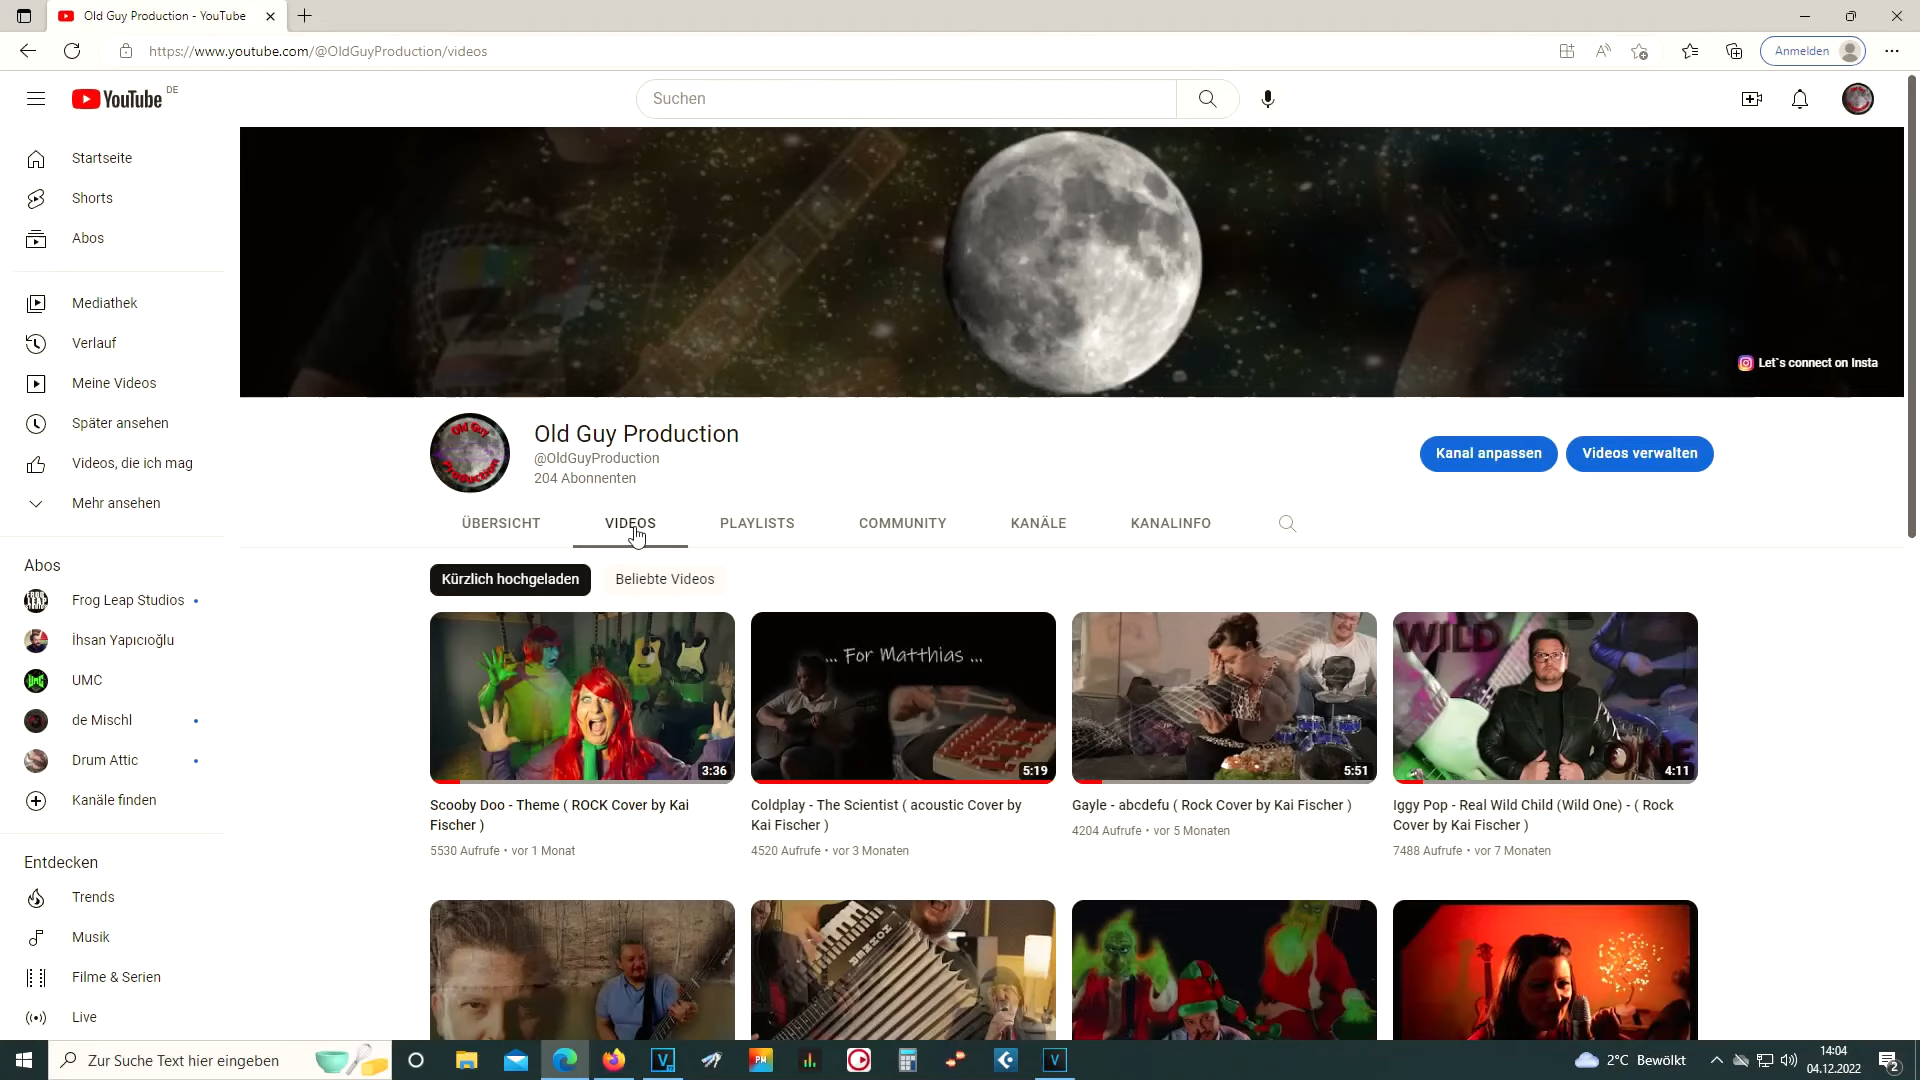 Old Guy Production - YouTube
https://www.youtube.com/@OldGuyProduction/videos
Anmelden
YouTube DE
Suchen
Startseite
Shorts
Abos
Mediathek
Verlauf
Meine Videos
Später ansehen
Videos, die ich mag
Mehr ansehen
Abos
Frog Leap Studios
İhsan Yapıcıoğlu
UMC
de Mischl
Drum Attic
Kanäle finden
Entdecken
Trends
Musik
Filme & Serien
Live
Let`s connect on Insta
Old Guy Production
Old Guy Production
@OldGuyProduction
204 Abonnenten
Kanal anpassen
Videos verwalten
ÜBERSICHT
VIDEOS
PLAYLISTS
COMMUNITY
KANÄLE
KANALINFO
Kürzlich hochgeladen
Beliebte Videos
3:36
Scooby Doo - Theme ( ROCK Cover by Kai
Fischer )
5530 Aufrufe • vor 1 Monat
... For Matthias ...
5:19
Coldplay - The Scientist ( acoustic Cover by
Kai Fischer )
4520 Aufrufe • vor 3 Monaten
5:51
Gayle - abcdefu ( Rock Cover by Kai Fischer )
4204 Aufrufe • vor 5 Monaten
WILD
ONE
4:11
Iggy Pop - Real Wild Child (Wild One) - ( Rock
Cover by Kai Fischer )
7488 Aufrufe • vor 7 Monaten
HOHNER
Zur Suche Text hier eingeben
2°C Bewölkt
14:04
04.12.2022
2